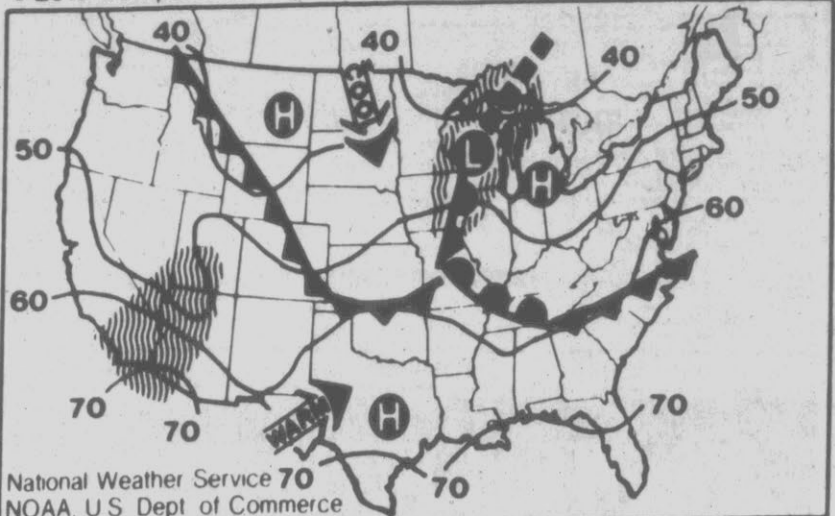 40
40
40
COOL
H
50
L
H
50
60
60
70
70
WARM
H
70
National Weather Service 70
70
NOAA, U.S. Dept of Commerce